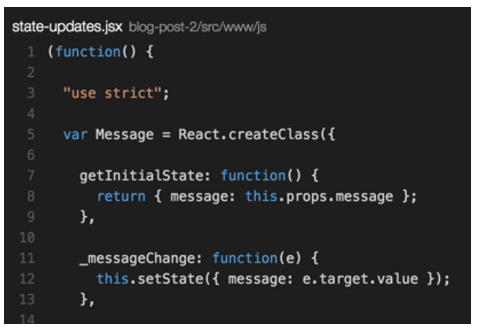 state-updates.jsx blog-post-2/src/www/js
1 (function() {
2
3 "use strict";
4
5 var Message = React.createClass({
6
7 getInitialState: function() {
8 return { message: this.props.message };
9 },
10
11 _messageChange: function(e) {
12 this.setState({ message: e.target.value });
13 },
14